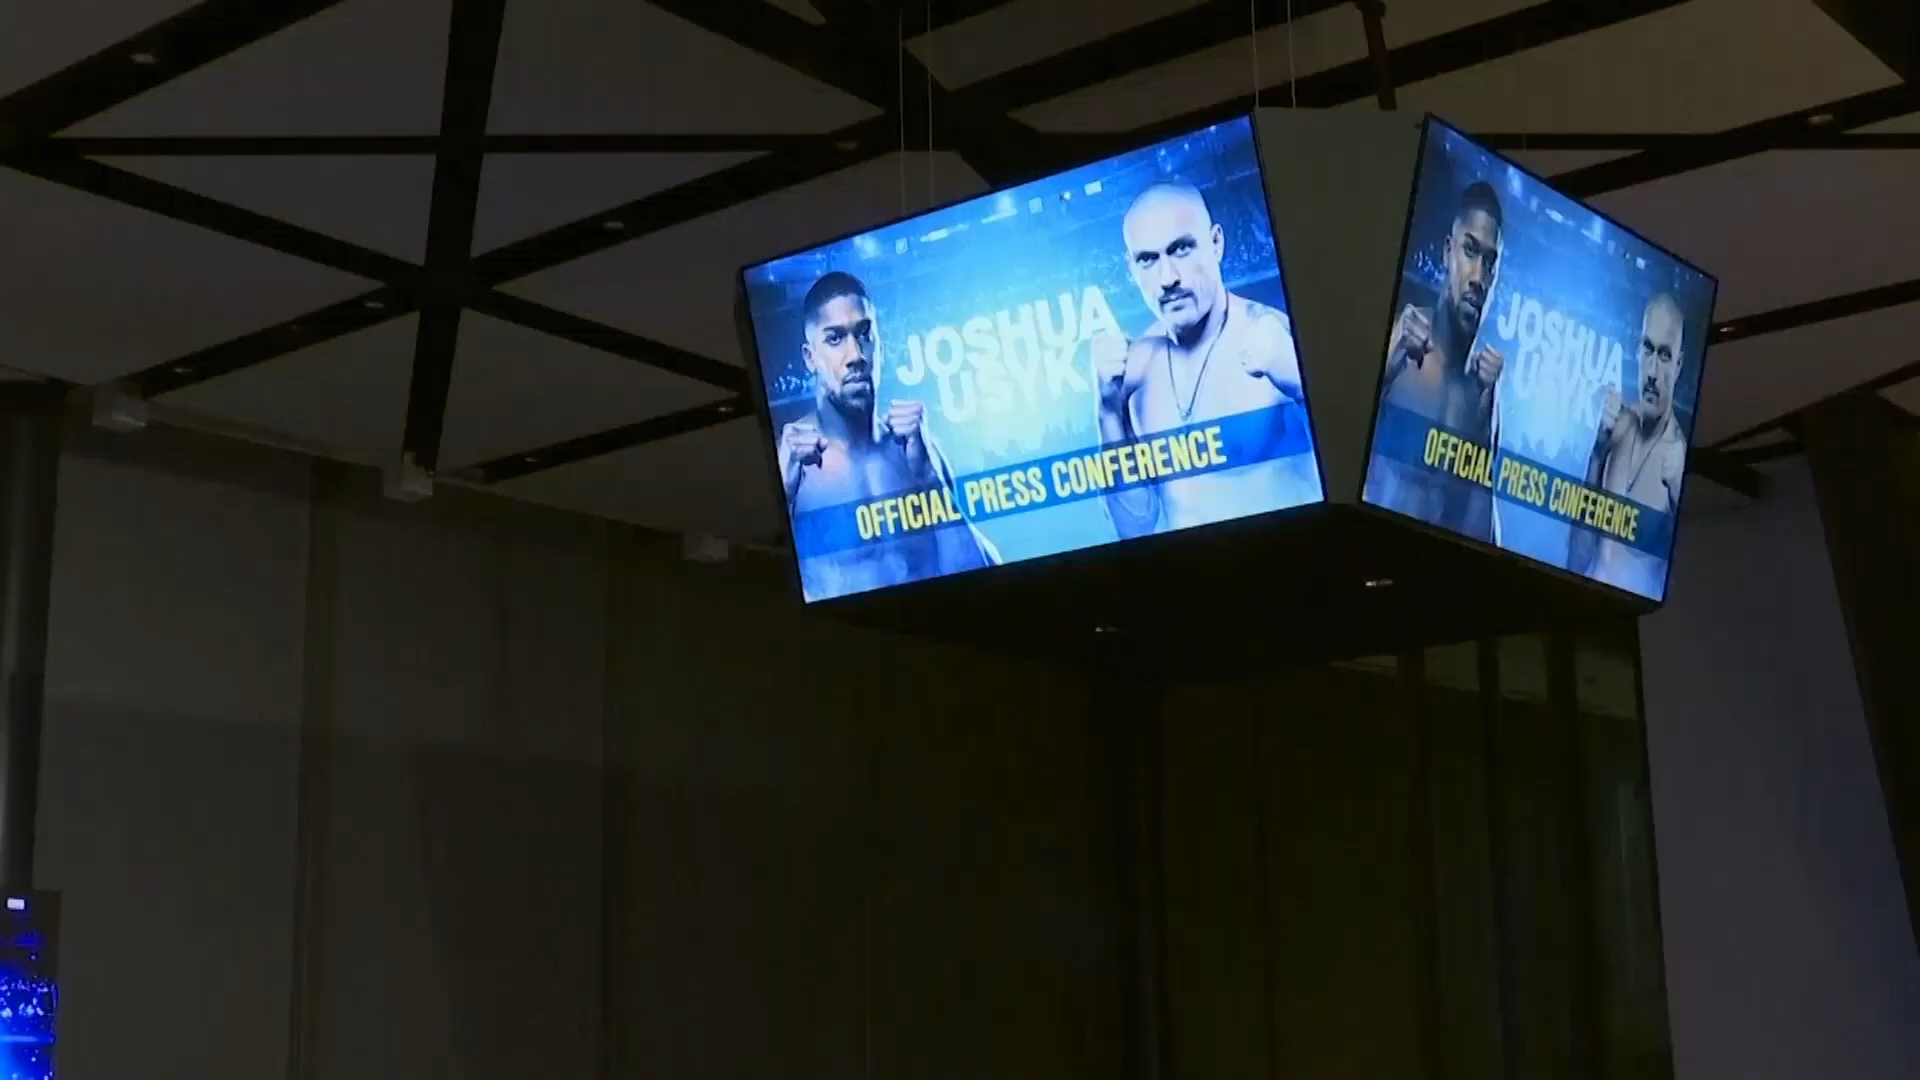 JOSHUA
USYK
OFFICIAL PRESS CONFERENCE
JOSHUA
USYK
OFFICIAL PRESS CONFERENCE